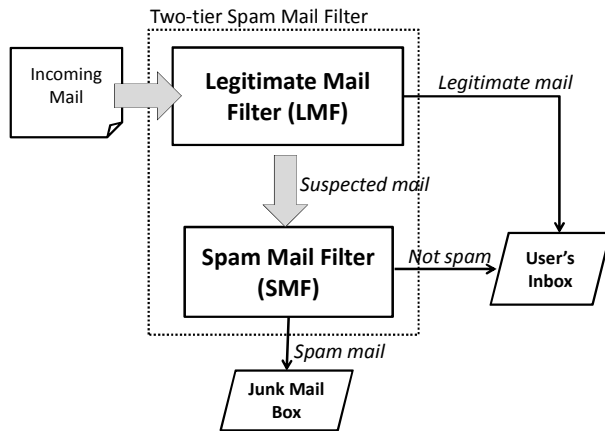 Two-tier Spam Mail Filter
Incoming
Mail
Legitimate Mail
Filter (LMF)
Legitimate mail
Suspected mail
Spam Mail Filter
(SMF)
Not spam
User's
Inbox
Spam mail
Junk Mail
Box